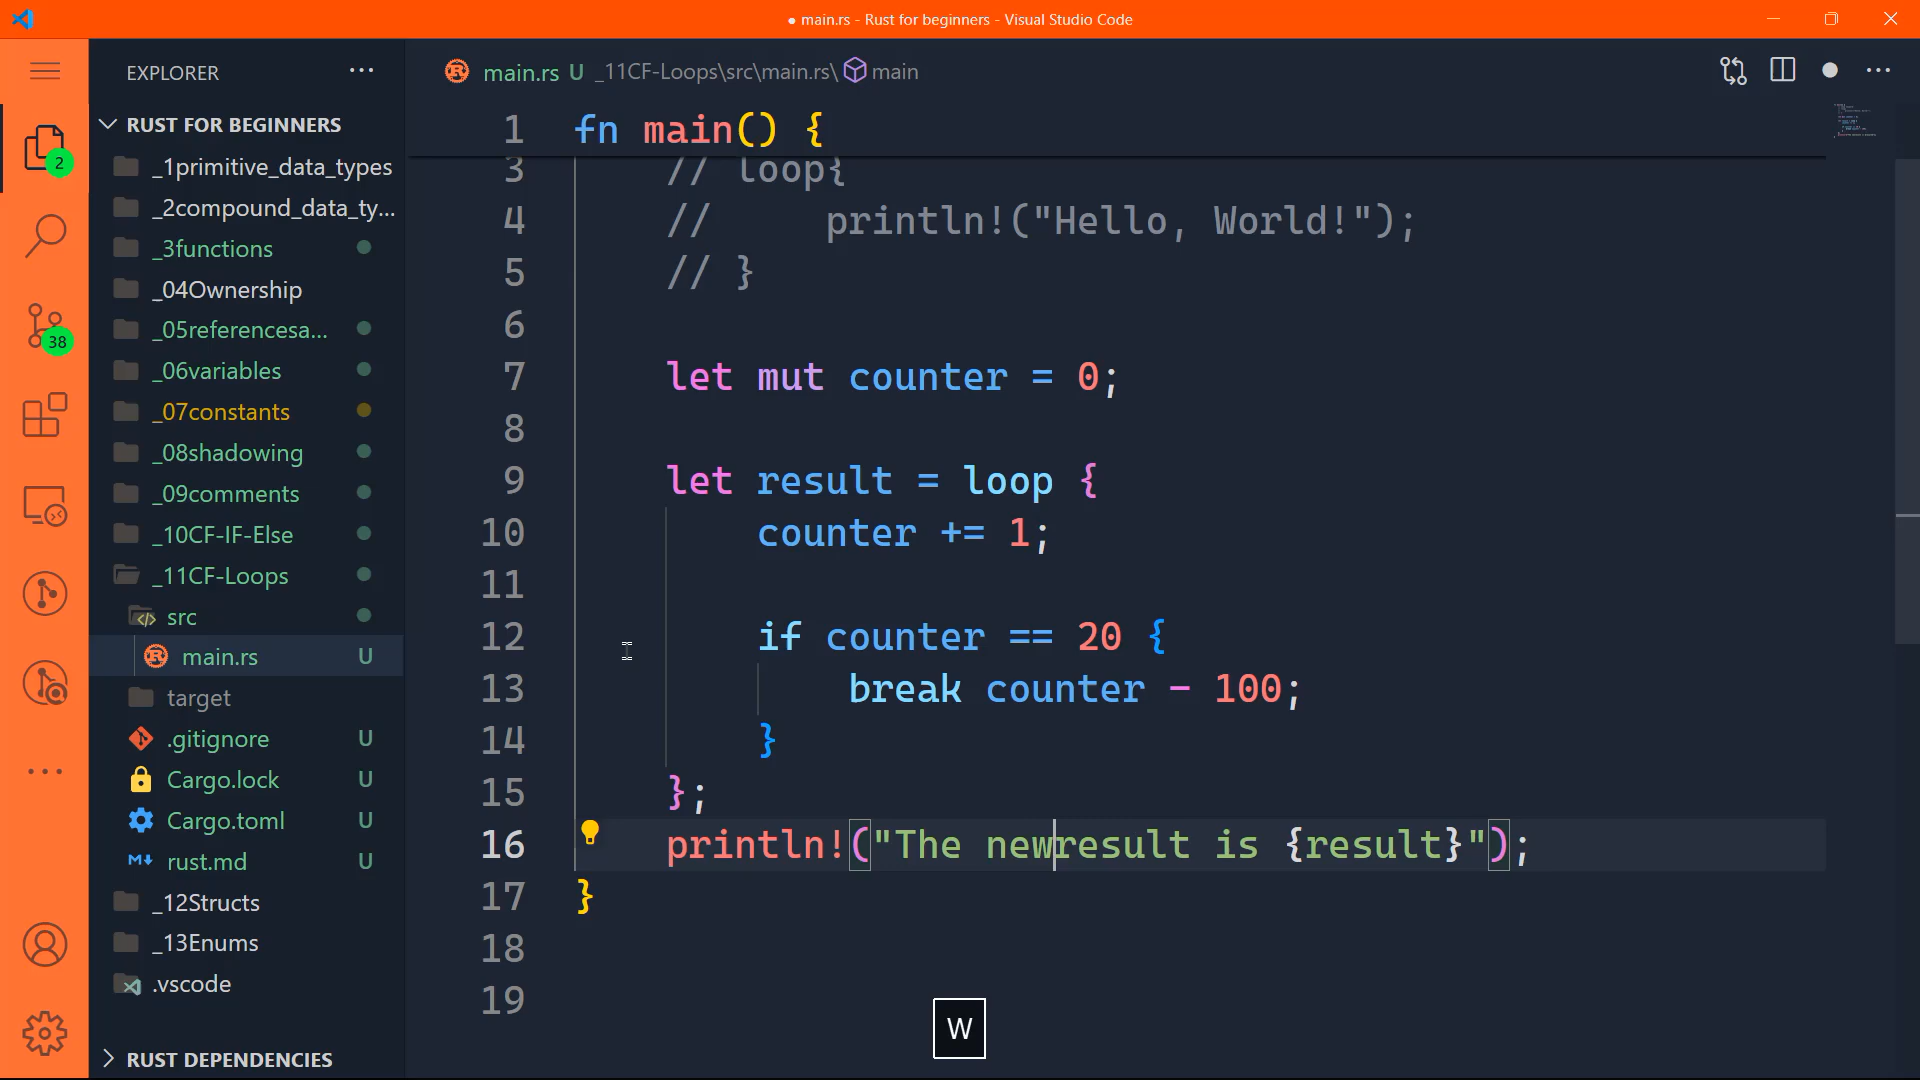 ● main.rs - Rust for beginners - Visual Studio Code
EXPLORER
RUST FOR BEGINNERS
_1primitive_data_types
_2compound_data_ty...
_3functions
_04Ownership
_05referencesa...
_06variables
_07constants
_08shadowing
_09comments
_10CF-IF-Else
_11CF-Loops
src
main.rs U
target
.gitignore U
Cargo.lock U
Cargo.toml U
rust.md U
_12Structs
_13Enums
.vscode
RUST DEPENDENCIES
2
38
main.rs U _11CF-Loops\src\main.rs\ main
1 fn main() {
3 // loop{
4 //     println!("Hello, World!");
5 // }
6
7 let mut counter = 0;
8
9 let result = loop {
10 counter += 1;
11
12 if counter == 20 {
13 break counter - 100;
14 }
15 };
16 println!("The newresult is {result}");
17 }
18
19
W